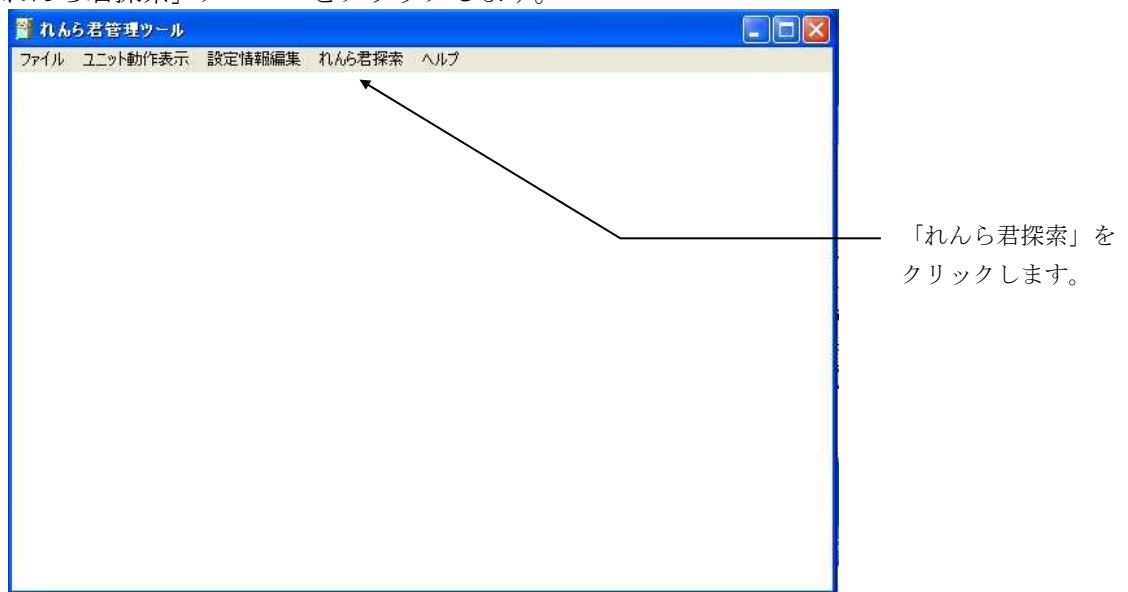 れんら君管理ツール
ファイル ユニット動作表示 設定情報編集 れんら君探索 ヘルプ
「れんら君探索」を
クリックします。